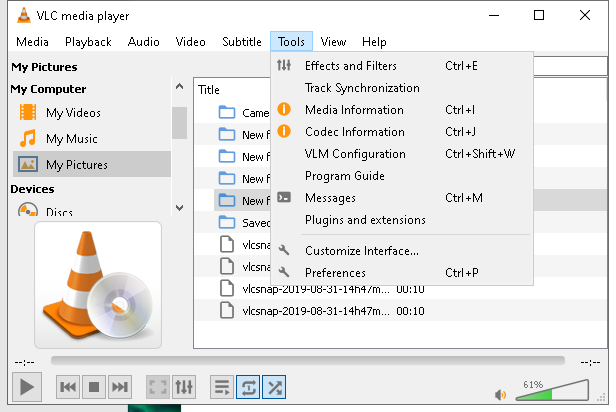 VLC media player
Media Playback Audio Video Subtitle Tools View Help
My Pictures
My Computer
My Videos
My Music
My Pictures
Devices
Discs
Title
Came
New f
New f
New f
New f
Saved
vlcsna
vlcsna
vlcsnap-2019-08-31-14h47m... 00:10
vlcsnap-2019-08-31-14h47m... 00:10
Effects and Filters Ctrl+E
Track Synchronization
Media Information Ctrl+I
Codec Information Ctrl+J
VLM Configuration Ctrl+Shift+W
Program Guide
Messages Ctrl+M
Plugins and extensions
Customize Interface...
Preferences Ctrl+P
--:-- --:--
61%